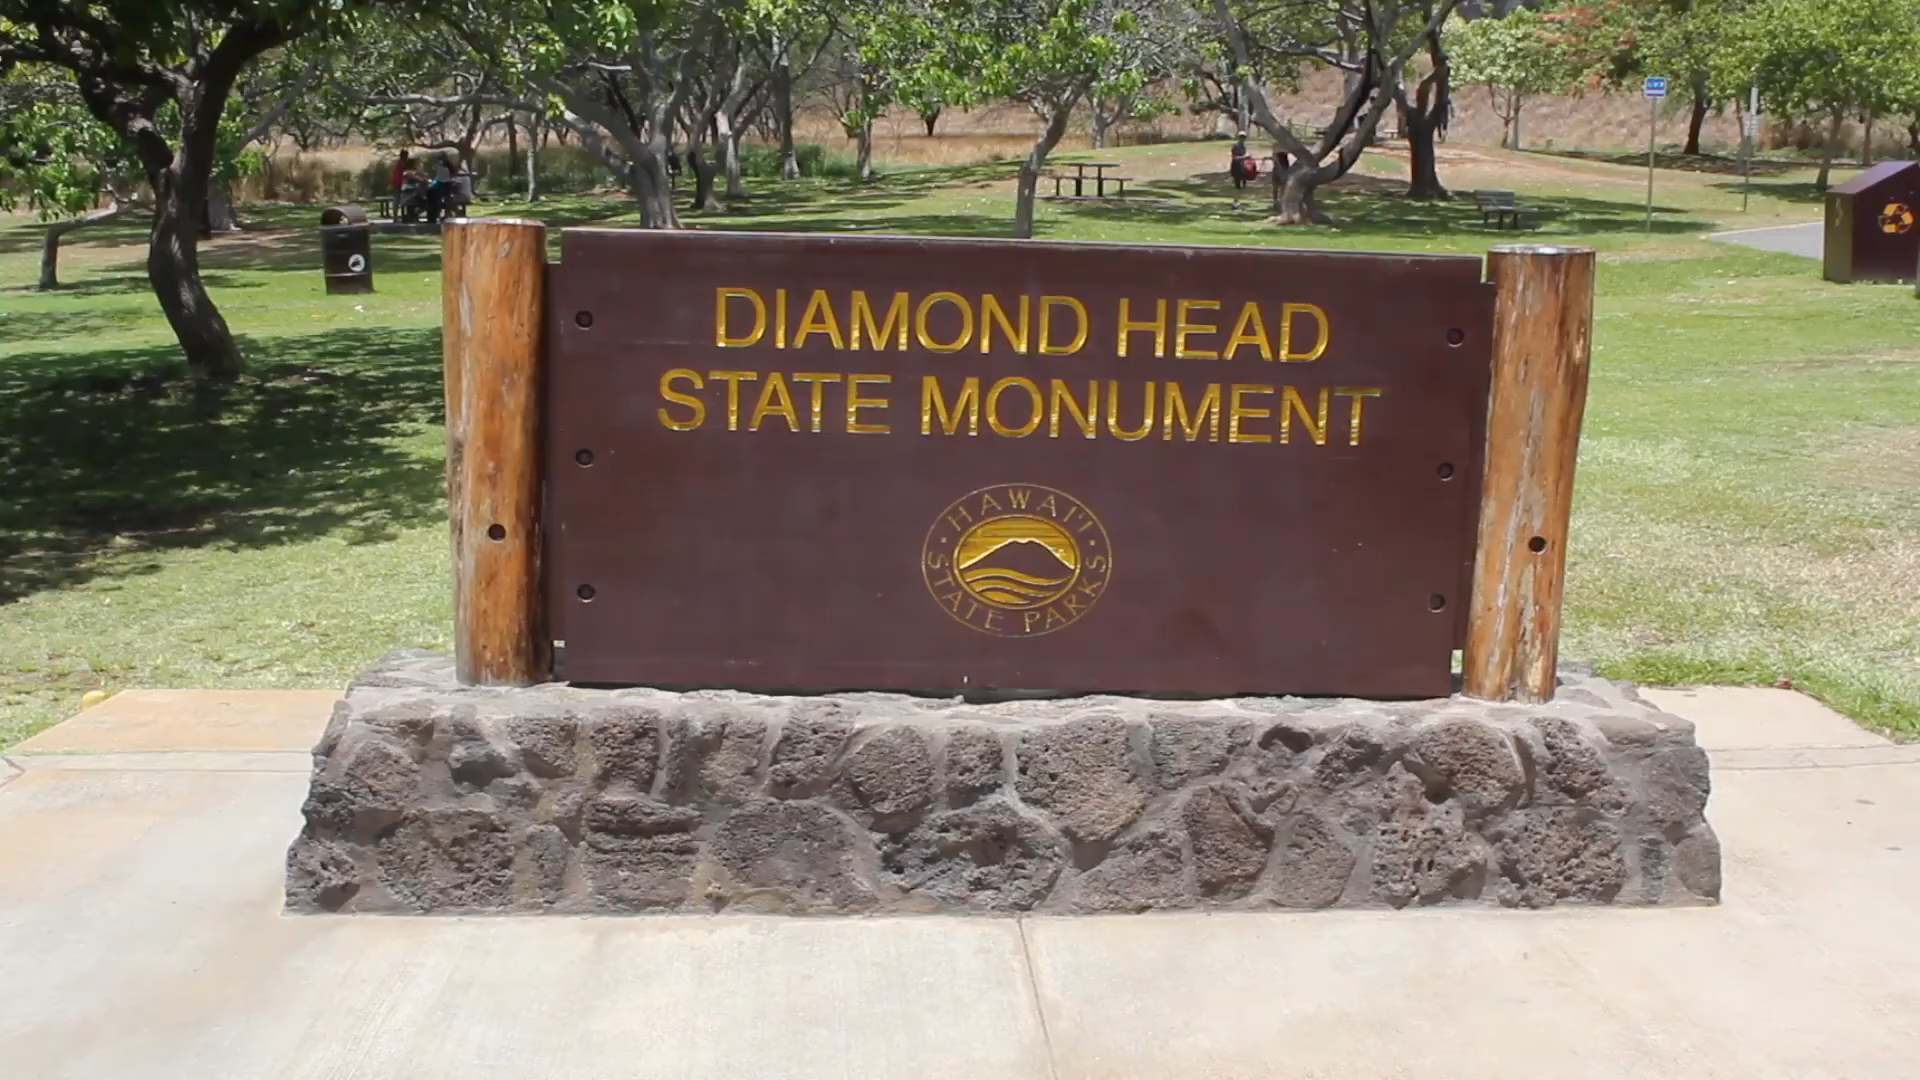 DIAMOND HEAD
STATE MONUMENT
HAWAI'I
STATE PARKS